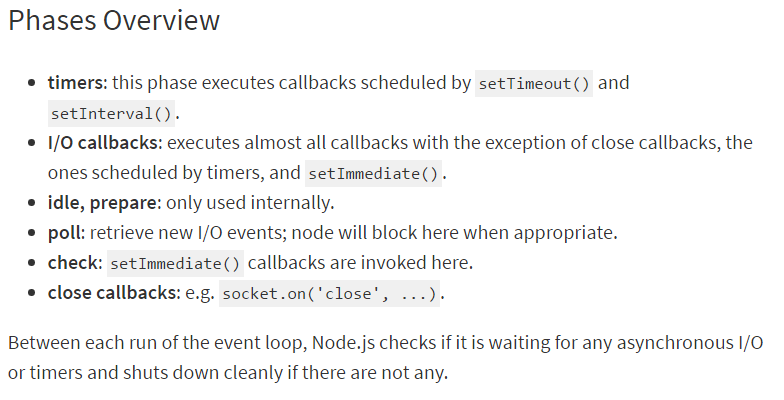 Phases Overview
timers: this phase executes callbacks scheduled by setTimeout() and
setInterval().
I/O callbacks: executes almost all callbacks with the exception of close callbacks, the
ones scheduled by timers, and setImmediate().
idle, prepare: only used internally.
poll: retrieve new I/O events; node will block here when appropriate.
check: setImmediate() callbacks are invoked here.
close callbacks: e.g. socket.on('close', ...).
Between each run of the event loop, Node.js checks if it is waiting for any asynchronous I/O
or timers and shuts down cleanly if there are not any.